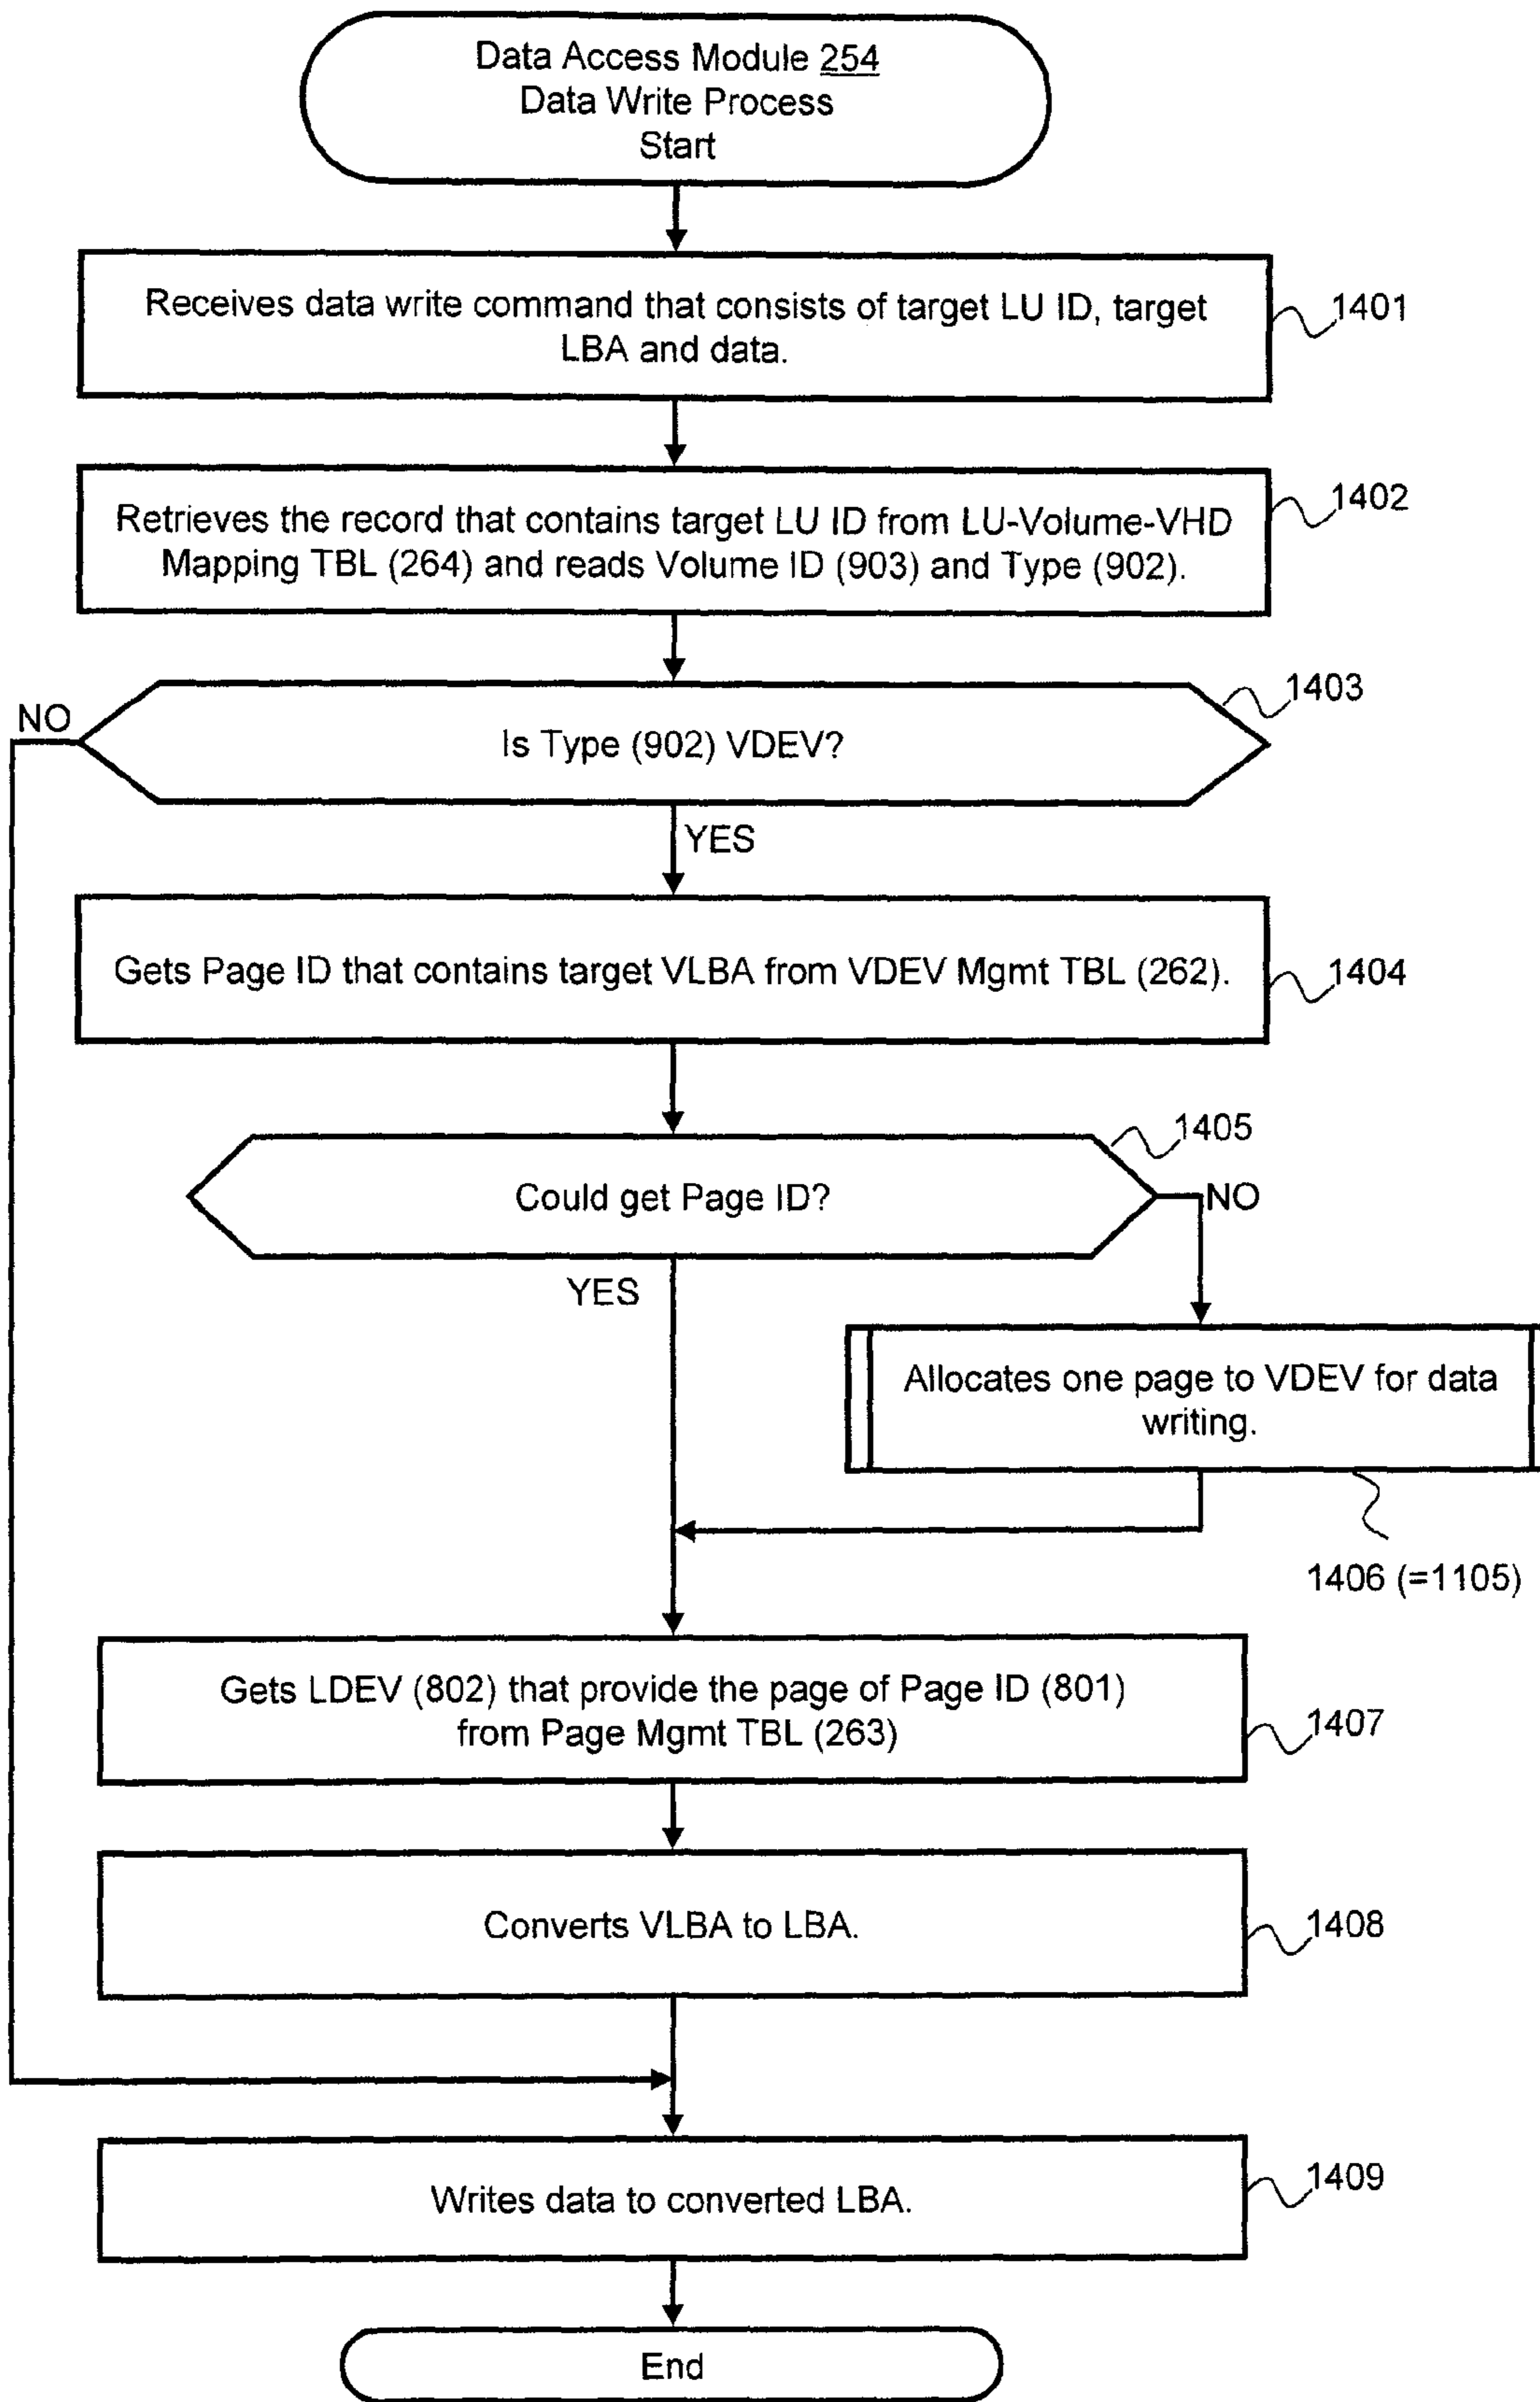 Data Access Module 254
Data Write Process
Start
Receives data write command that consists of target LU ID, target
LBA and data.
1401
Retrieves the record that contains target LU ID from LU-Volume-VHD
Mapping TBL (264) and reads Volume ID (903) and Type (902).
1402
Is Type (902) VDEV?
1403
NO
YES
Gets Page ID that contains target VLBA from VDEV Mgmt TBL (262).
1404
Could get Page ID?
1405
NO
YES
Allocates one page to VDEV for data
writing.
1406 (=1105)
Gets LDEV (802) that provide the page of Page ID (801)
from Page Mgmt TBL (263)
1407
Converts VLBA to LBA.
1408
Writes data to converted LBA.
1409
End